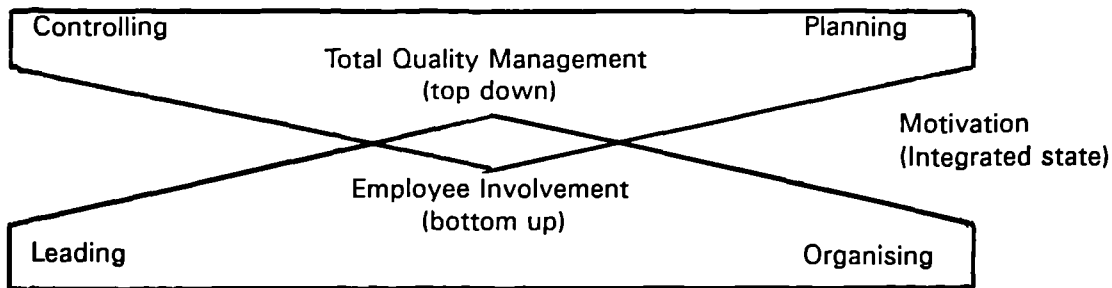 Controlling
Planning
Total Quality Management
(top down)
Motivation
(Integrated state)
Employee Involvement
(bottom up)
Leading
Organising